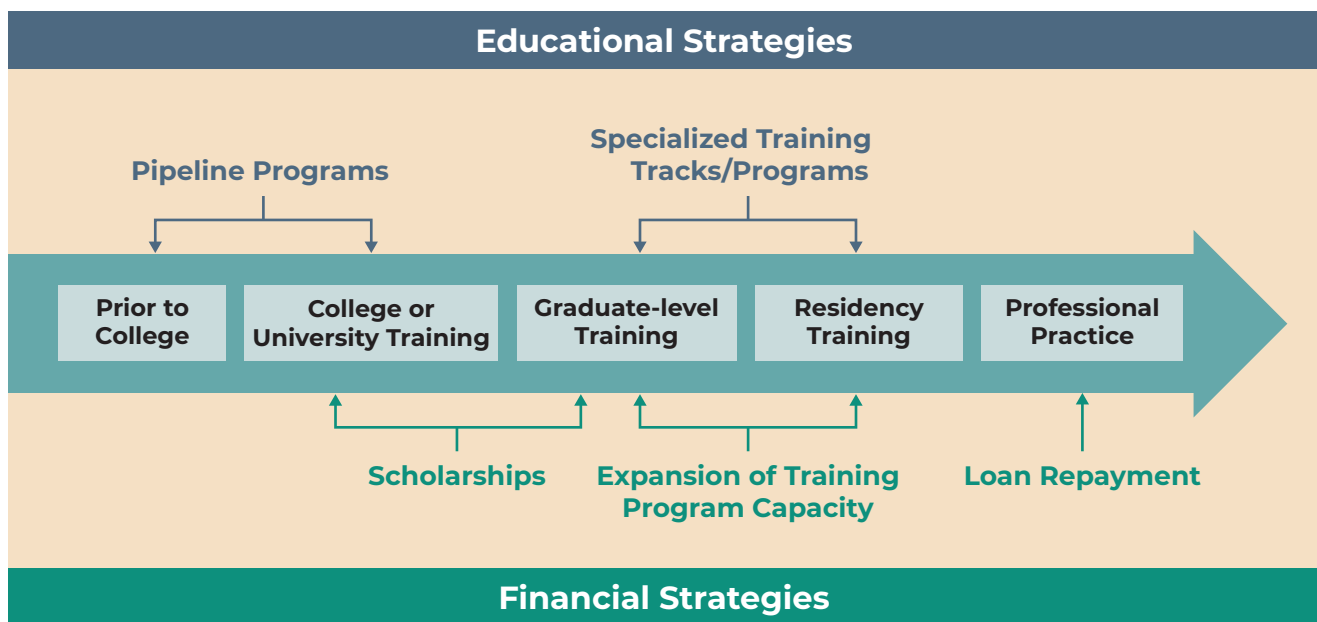 Educational Strategies
Pipeline Programs
Specialized Training
Tracks/Programs
Prior to
College
College or
University Training
Graduate-level
Training
Residency
Training
Professional
Practice
Scholarships
Expansion of Training
Program Capacity
Loan Repayment
Financial Strategies